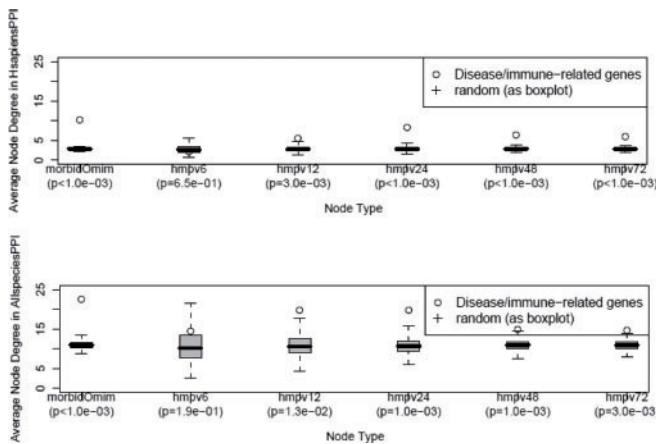 Average Node Degree in HsapiensPPI
25
15
5
0
Disease/immune−related genes
random (as boxplot)
morbidOmim hmpv6 hmpv12 hmpv24 hmpv48 hmpv72
(p<1.0e−03) (p=6.5e−01) (p=3.0e−03) (p<1.0e−03) (p<1.0e−03) (p<1.0e−03)
Node Type
Average Node Degree in AllspeciesPPI
25
15
5
0
Disease/immune−related genes
random (as boxplot)
morbidOmim hmpv6 hmpv12 hmpv24 hmpv48 hmpv72
(p<1.0e−03) (p=1.9e−01) (p=1.3e−02) (p=1.0e−03) (p=1.0e−03) (p=3.0e−03)
Node Type